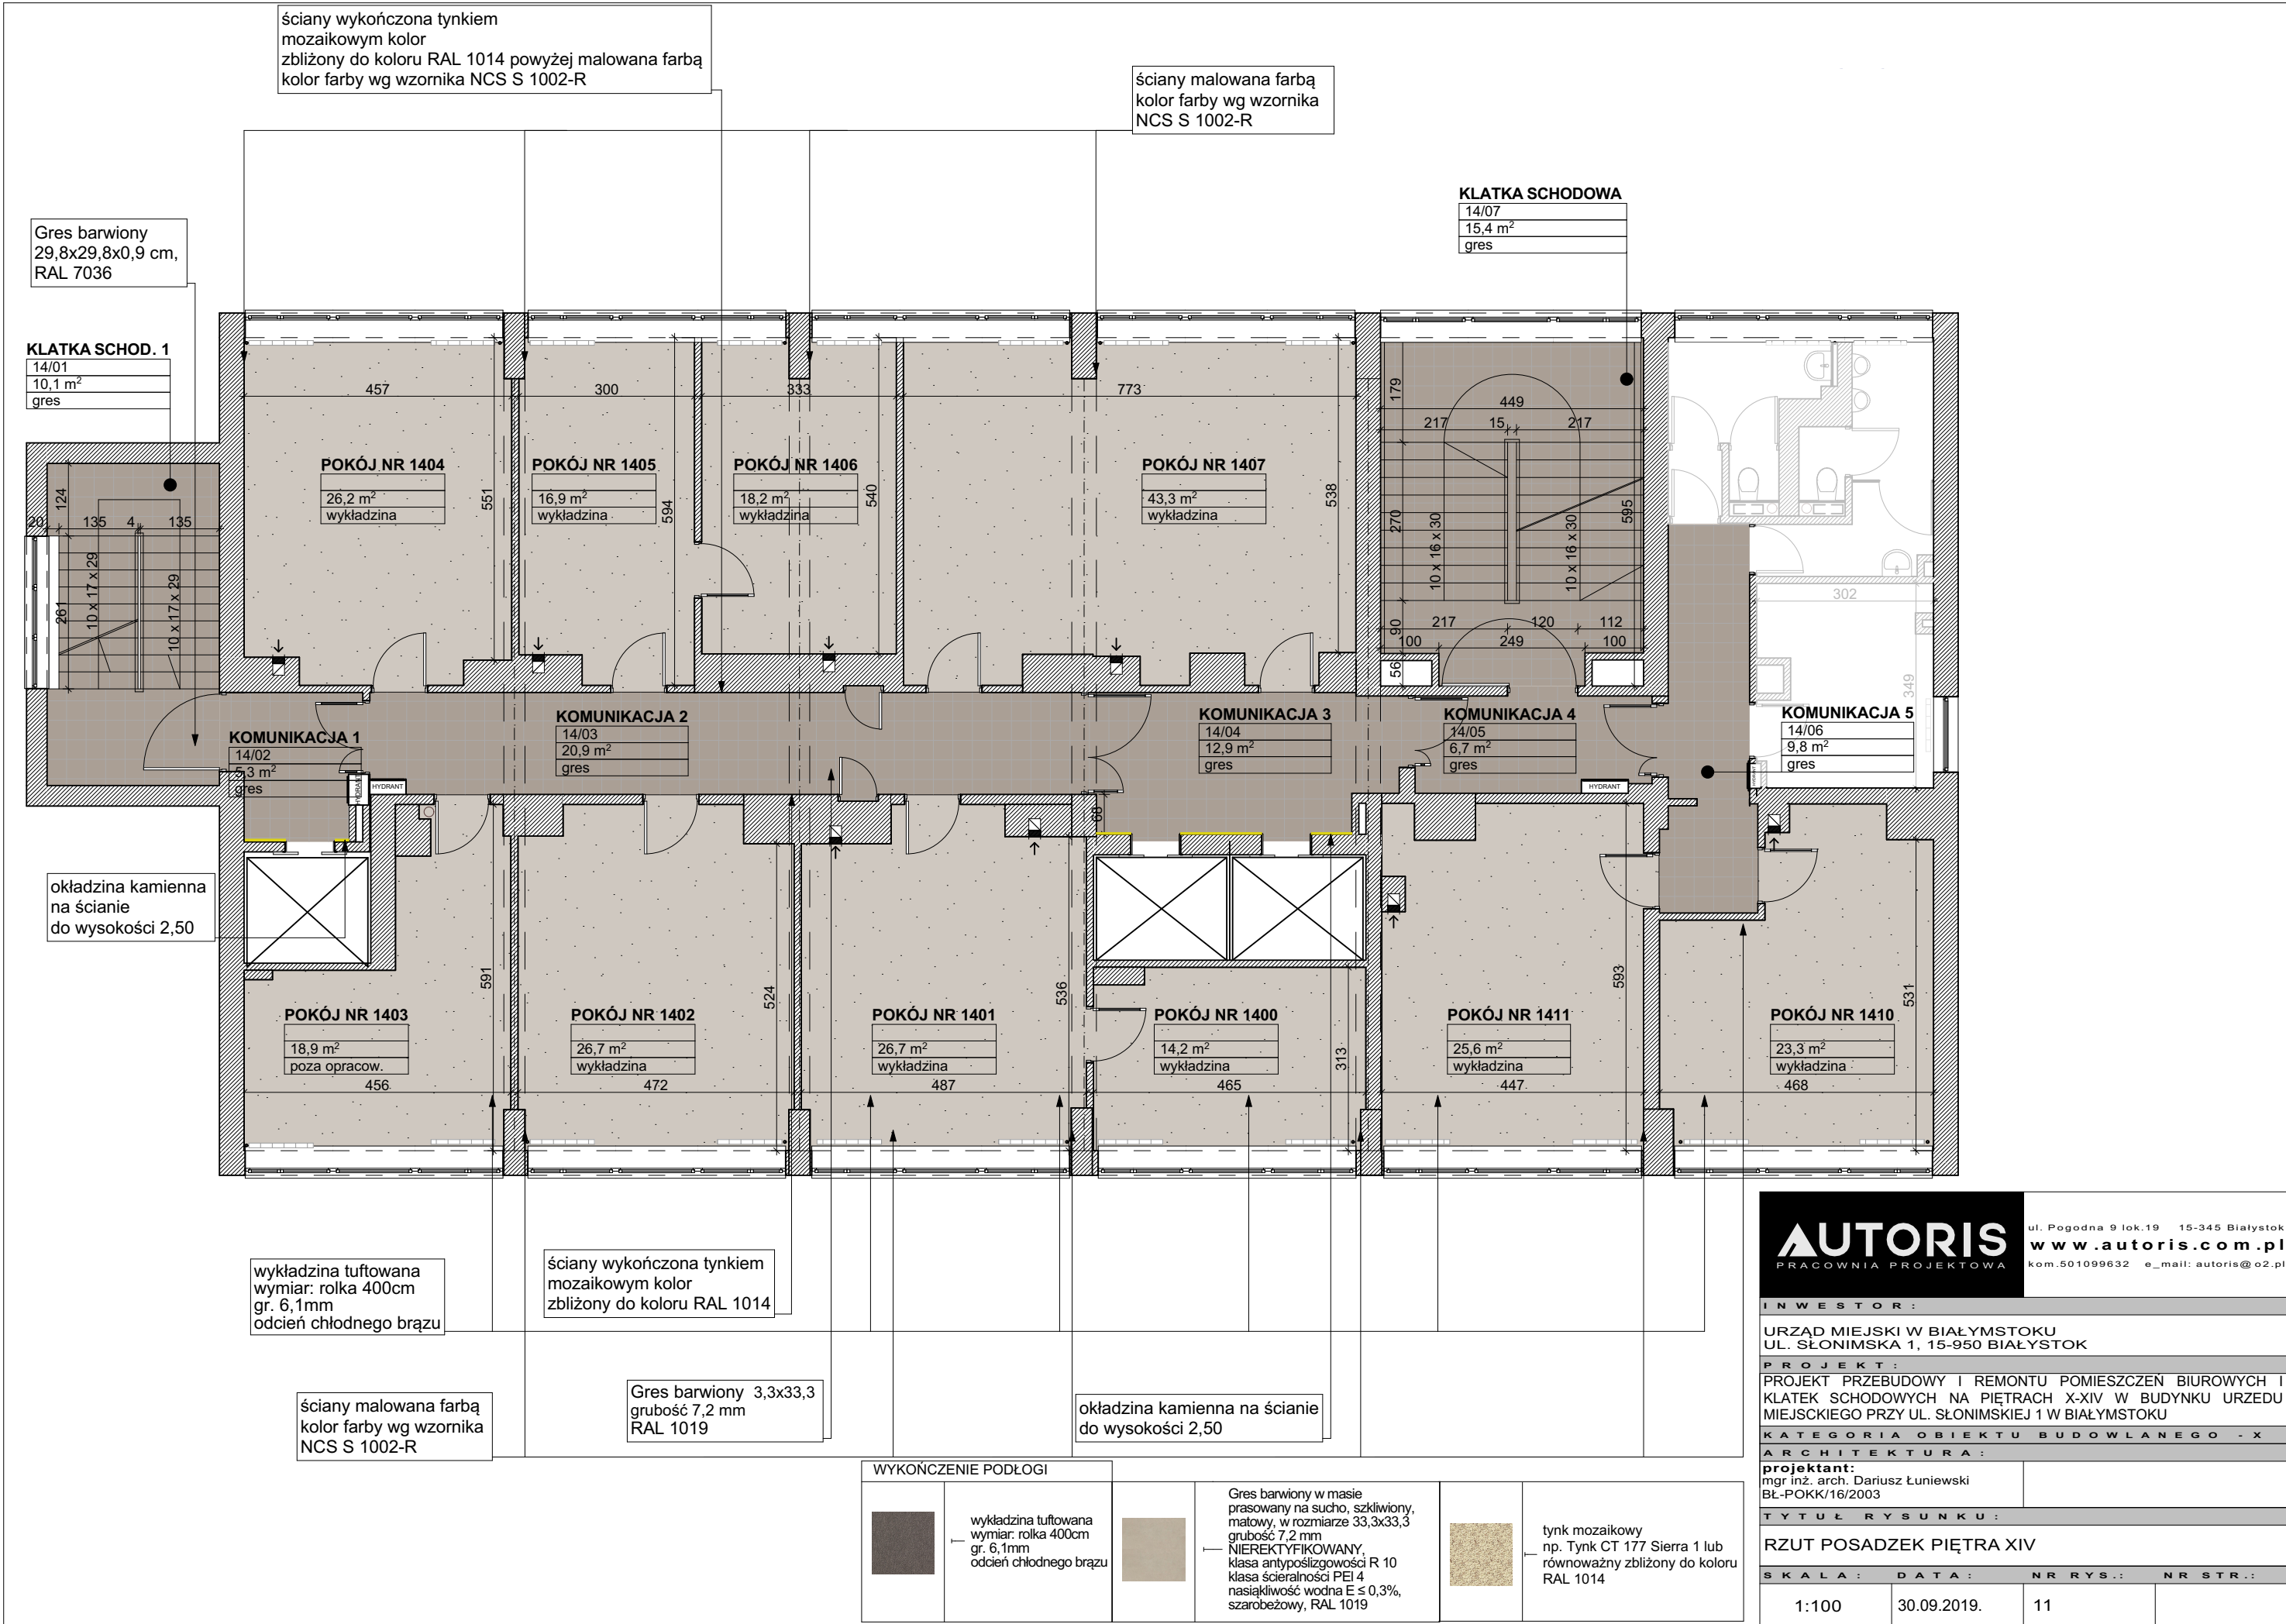 ściany wykończona tynkiem
mozaikowym kolor
zbliżony do koloru RAL 1014 powyżej malowana farbą
kolor farby wg wzornika NCS S 1002-R
ściany malowana farbą
kolor farby wg wzornika
NCS S 1002-R
KLATKA SCHODOWA
14/07
15,4 m²
gres
Gres barwiony
29,8x29,8x0,9 cm,
RAL 7036
KLATKA SCHOD. 1
14/01
10,1 m²
gres
457
300
333
773
179
449
217
15
217
POKÓJ NR 1404
26,2 m²
wykładzina
551
POKÓJ NR 1405
16,9 m²
wykładzina
594
POKÓJ NR 1406
18,2 m²
wykładzina
540
POKÓJ NR 1407
43,3 m²
wykładzina
538
124
20
135
4
135
261
10 x 17 x 29
10 x 17 x 29
270
10 x 16 x 30
10 x 16 x 30
595
90
217
120
112
100
249
100
56
302
349
KOMUNIKACJA 1
14/02
5,3 m²
gres
HYDRANT
HYDRANT
KOMUNIKACJA 2
14/03
20,9 m²
gres
KOMUNIKACJA 3
14/04
12,9 m²
gres
68
KOMUNIKACJA 4
14/05
6,7 m²
gres
HYDRANT
KOMUNIKACJA 5
14/06
9,8 m²
gres
HYDRANT
okładzina kamienna
na ścianie
do wysokości 2,50
POKÓJ NR 1403
18,9 m²
poza opracow.
456
591
POKÓJ NR 1402
26,7 m²
wykładzina
472
524
POKÓJ NR 1401
26,7 m²
wykładzina
487
536
POKÓJ NR 1400
14,2 m²
wykładzina
465
313
POKÓJ NR 1411
25,6 m²
wykładzina
447
593
POKÓJ NR 1410
23,3 m²
wykładzina
468
531
wykładzina tuftowana
wymiar: rolka 400cm
gr. 6,1mm
odcień chłodnego brązu
ściany wykończona tynkiem
mozaikowym kolor
zbliżony do koloru RAL 1014
ściany malowana farbą
kolor farby wg wzornika
NCS S 1002-R
Gres barwiony 3,3x33,3
grubość 7,2 mm
RAL 1019
okładzina kamienna na ścianie
do wysokości 2,50
WYKOŃCZENIE PODŁOGI
wykładzina tuftowana
wymiar: rolka 400cm
gr. 6,1mm
odcień chłodnego brązu
Gres barwiony w masie
prasowany na sucho, szkliwiony,
matowy, w rozmiarze 33,3x33,3
grubość 7,2 mm
NIEREKTYFIKOWANY,
klasa antypoślizgowości R 10
klasa ścieralności PEI 4
nasiąkliwość wodna E ≤ 0,3%,
szarobeżowy, RAL 1019
tynk mozaikowy
np. Tynk CT 177 Sierra 1 lub
równoważny zbliżony do koloru
RAL 1014
AUTORIS
PRACOWNIA PROJEKTOWA
ul. Pogodna 9 lok.19 15-345 Białystok
www.autoris.com.pl
kom.501099632 e_mail: autoris@o2.pl
INWESTOR:
URZĄD MIEJSKI W BIAŁYMSTOKU
UL. SŁONIMSKA 1, 15-950 BIAŁYSTOK
PROJEKT:
PROJEKT PRZEBUDOWY I REMONTU POMIESZCZEŃ BIUROWYCH I
KLATEK SCHODOWYCH NA PIĘTRACH X-XIV W BUDYNKU URZEDU
MIEJSCKIEGO PRZY UL. SŁONIMSKIEJ 1 W BIAŁYMSTOKU
KATEGORIA OBIEKTU BUDOWLANEGO - X
ARCHITEKTURA:
projektant:
mgr inż. arch. Dariusz Łuniewski
BŁ-POKK/16/2003
TYTUŁ RYSUNKU:
RZUT POSADZEK PIĘTRA XIV
SKALA: DATA: NR RYS.: NR STR.:
1:100 30.09.2019. 11